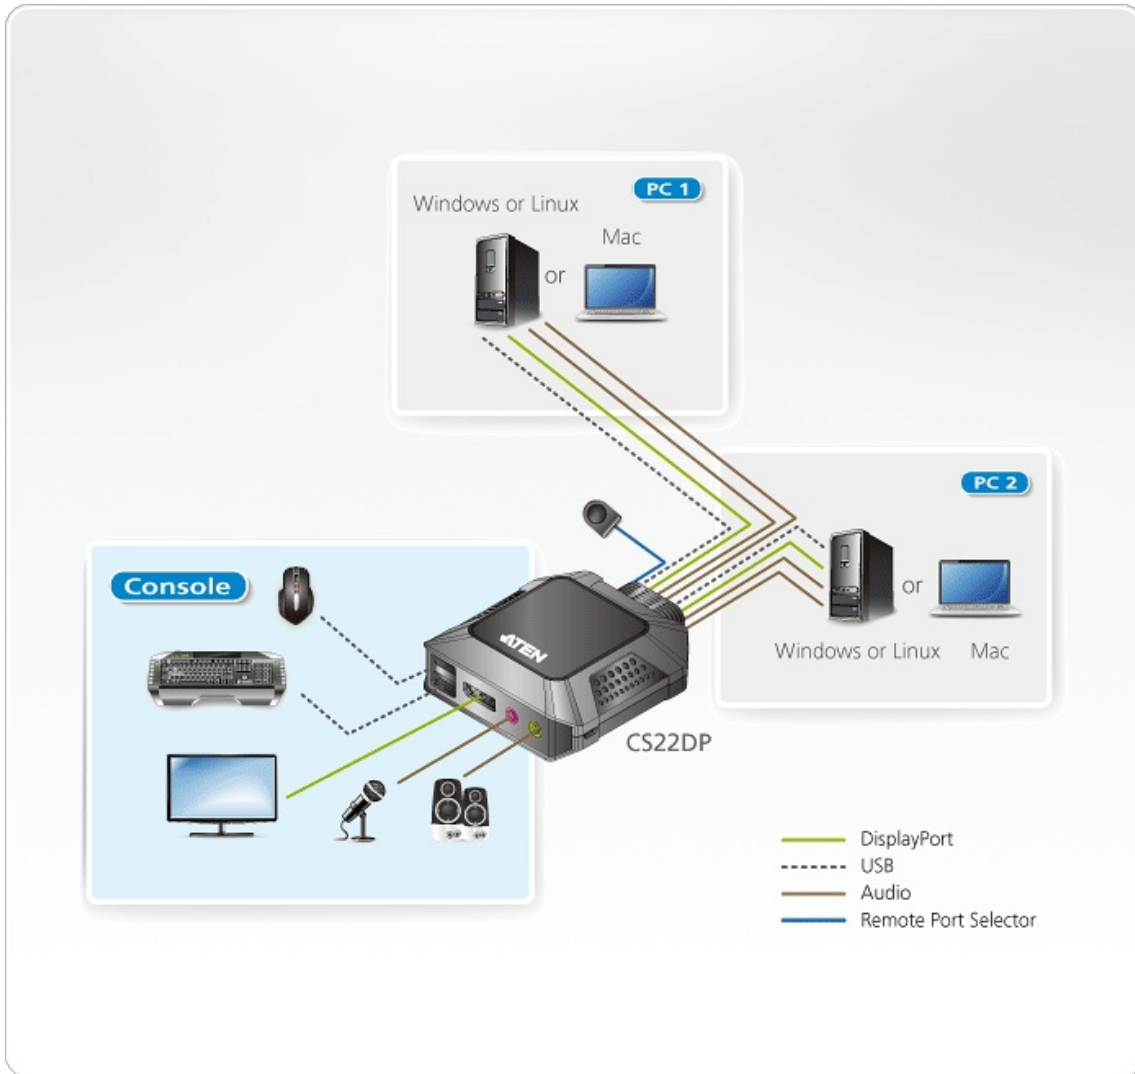 PC 1
Windows or Linux
Mac
or
PC 2
or
Windows or Linux Mac
Console
ATEN
CS22DP
DisplayPort
USB
Audio
Remote Port Selector